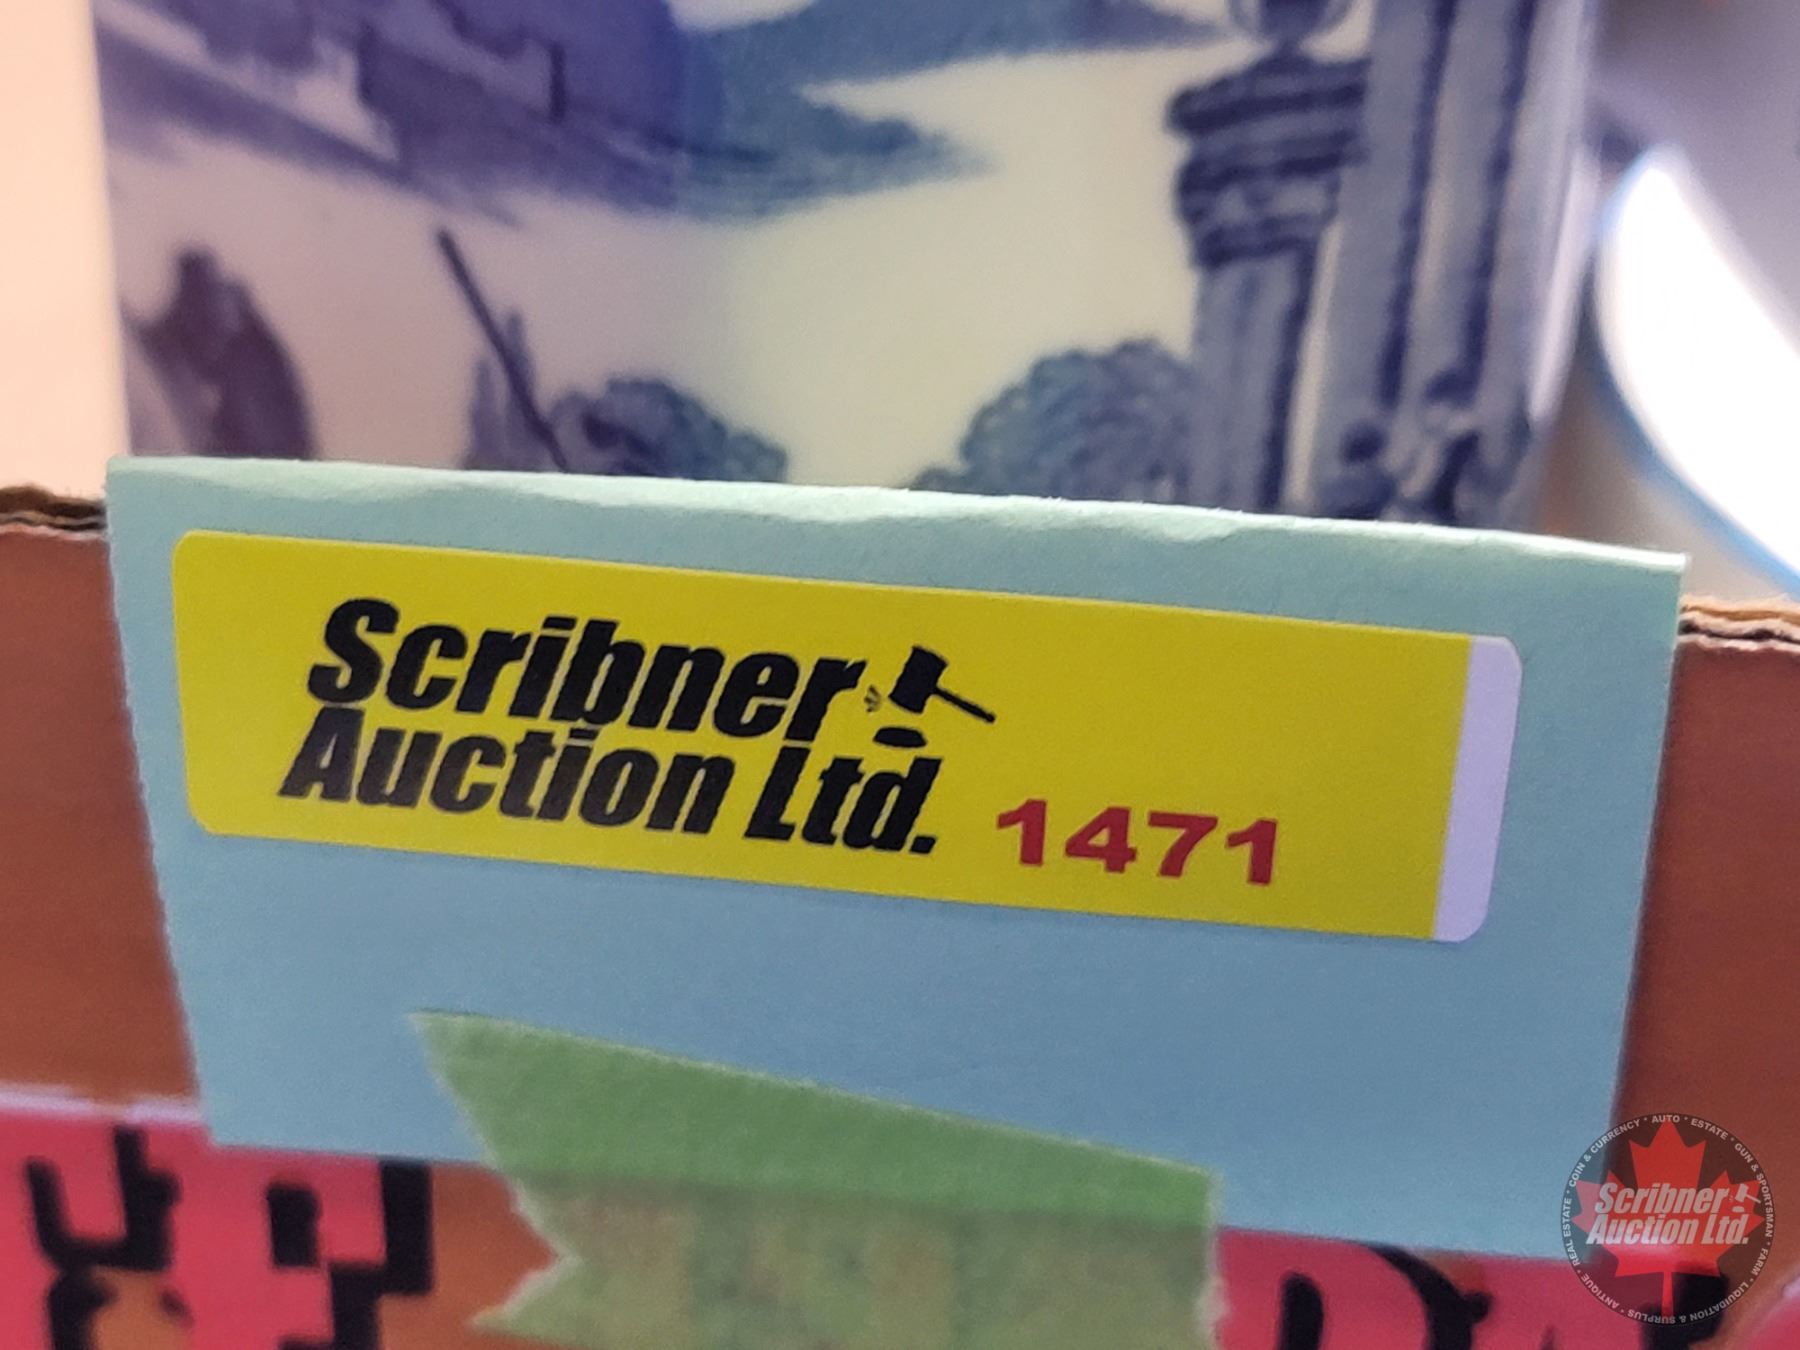 Scribner
Auction Ltd.
1471
COIN & CURRENCY · AUTO · ESTATE · GUN & SPORTSMAN · FARM · LIQUIDATION & SURPLUS · ANTIQUE · REAL ESTATE ·
Scribner
Auction Ltd.